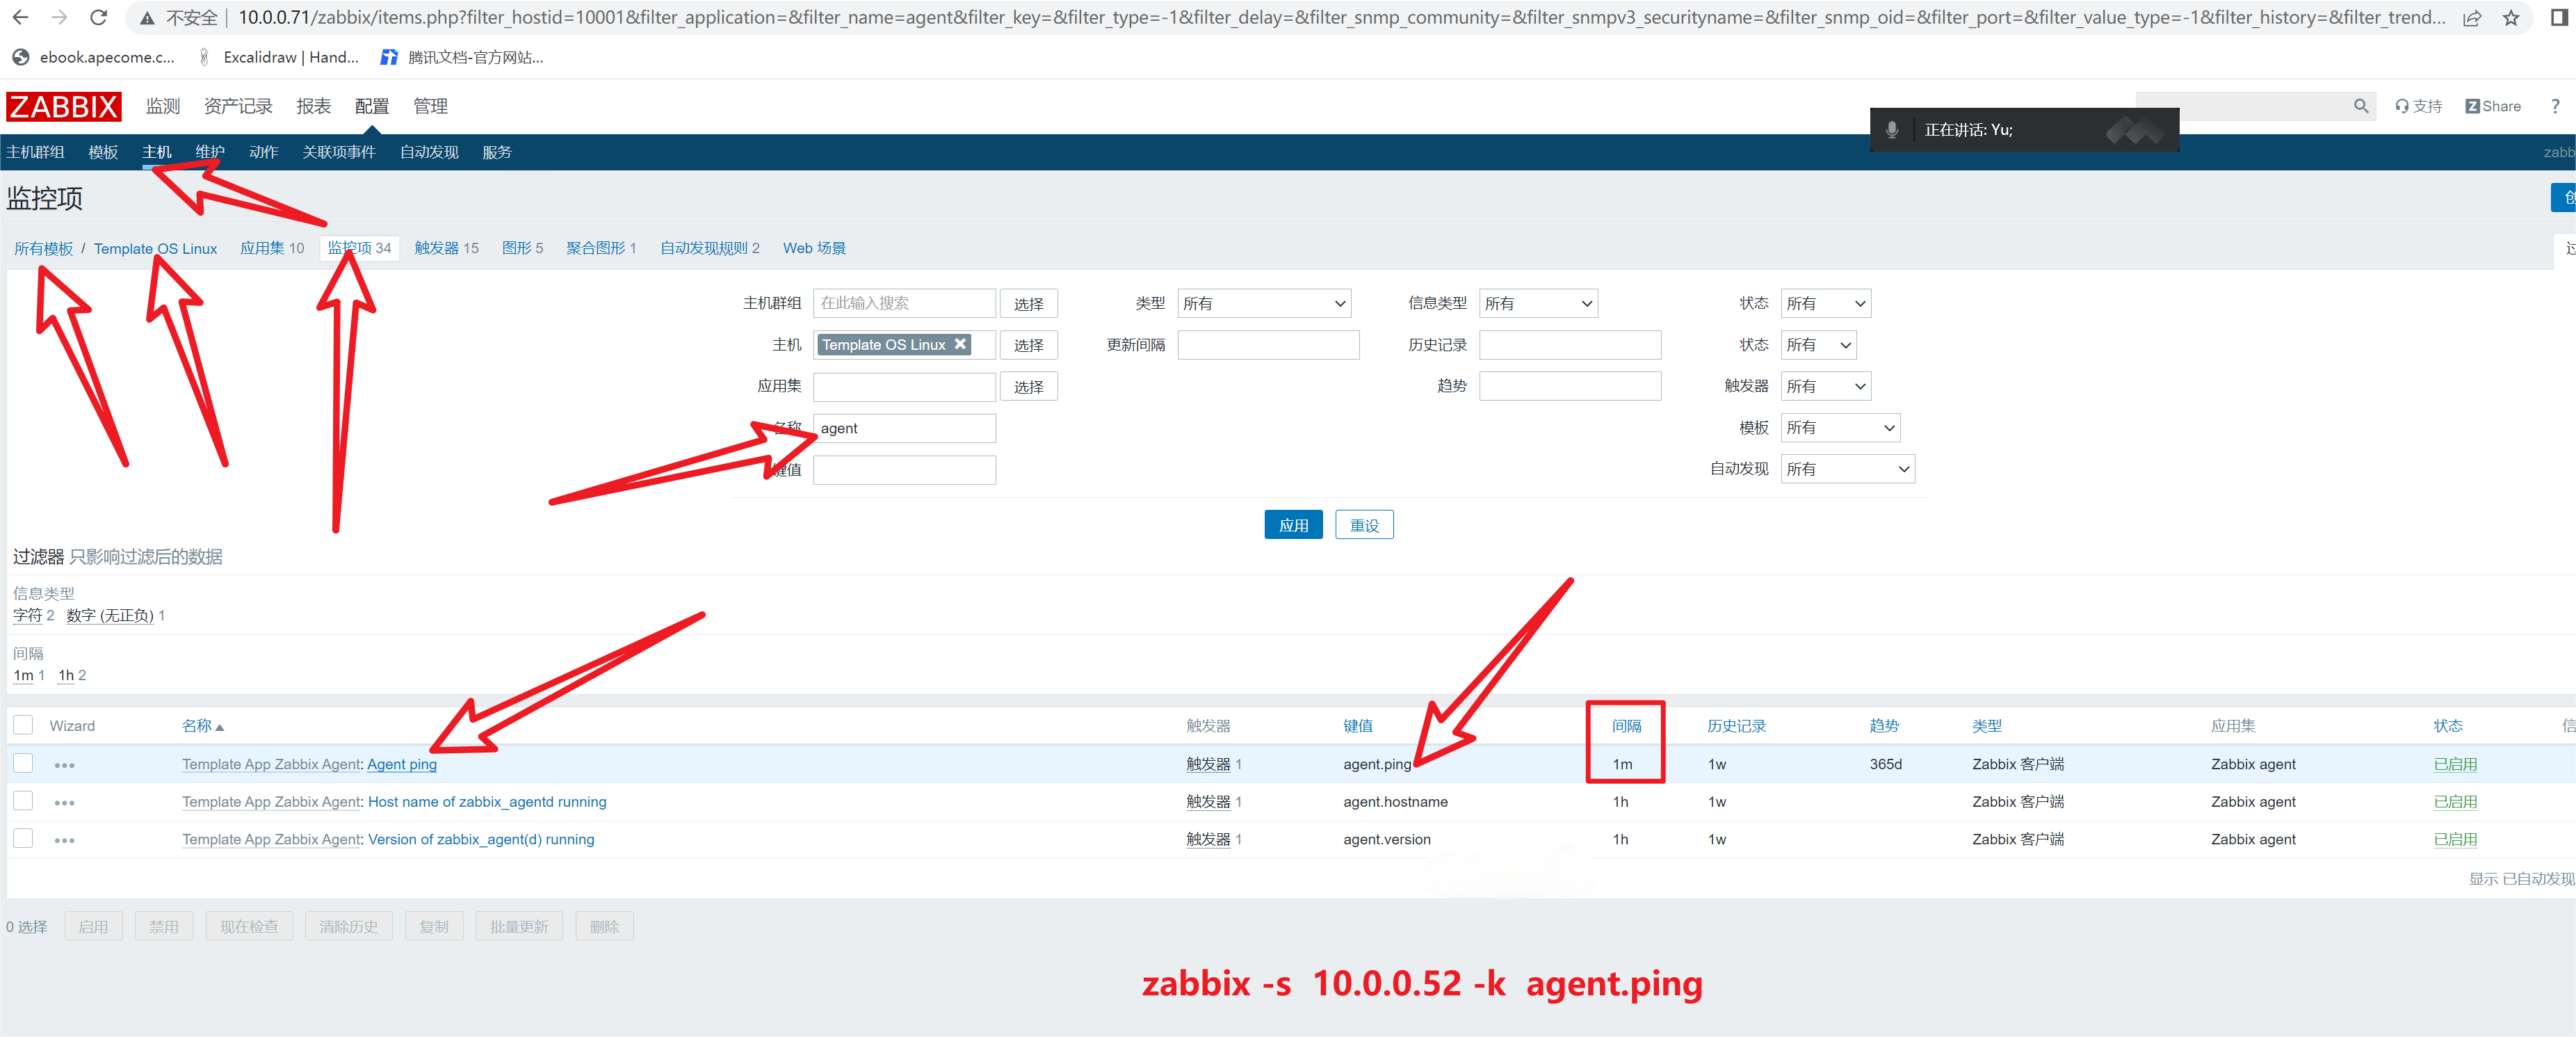 不安全 | 10.0.0.71/zabbix/items.php?filter_hostid=10001&filter_application=&filter_name=agent&filter_key=&filter_type=-1&filter_delay=&filter_snmp_community=&filter_snmpv3_securityname=&filter_snmp_oid=&filter_port=&filter_value_type=-1&filter_history=&filter_trend...
ebook.apecome.c... Excalidraw | Hand... 腾讯文档-官方网站...
ZABBIX 监测 资产记录 报表 配置 管理 支持 Z Share ?
正在讲话: Yu;
主机群组 模板 主机 维护 动作 关联项事件 自动发现 服务 zabb
监控项 创
所有模板 / Template OS Linux 应用集 10 监控项 34 触发器 15 图形 5 聚合图形 1 自动发现规则 2 Web 场景 过
主机群组 在此输入搜索 选择 类型 所有 信息类型 所有 状态 所有
主机 Template OS Linux 选择 更新间隔 历史记录 状态 所有
应用集 选择 趋势 触发器 所有
名称 agent 模板 所有
键值 自动发现 所有
应用 重设
过滤器 只影响过滤后的数据
信息类型
字符 2 数字 (无正负) 1
间隔
1m 1 1h 2
Wizard 名称 触发器 键值 间隔 历史记录 趋势 类型 应用集 状态 信
Template App Zabbix Agent: Agent ping 触发器 1 agent.ping 1m 1w 365d Zabbix 客户端 Zabbix agent 已启用
Template App Zabbix Agent: Host name of zabbix_agentd running 触发器 1 agent.hostname 1h 1w Zabbix 客户端 Zabbix agent 已启用
Template App Zabbix Agent: Version of zabbix_agent(d) running 触发器 1 agent.version 1h 1w Zabbix 客户端 Zabbix agent 已启用
显示 已自动发现
0 选择 启用 禁用 现在检查 清除历史 复制 批量更新 删除
zabbix -s 10.0.0.52 -k agent.ping